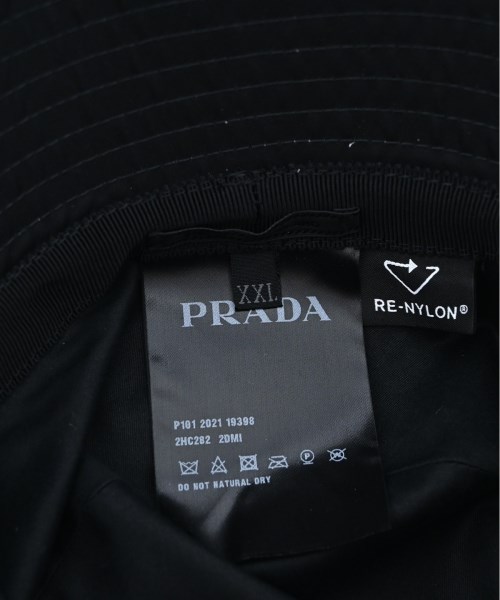 XXL
PRADA
RE-NYLON®
P101 2021 19398
2HC282 2DMI
P
DO NOT NATURAL DRY